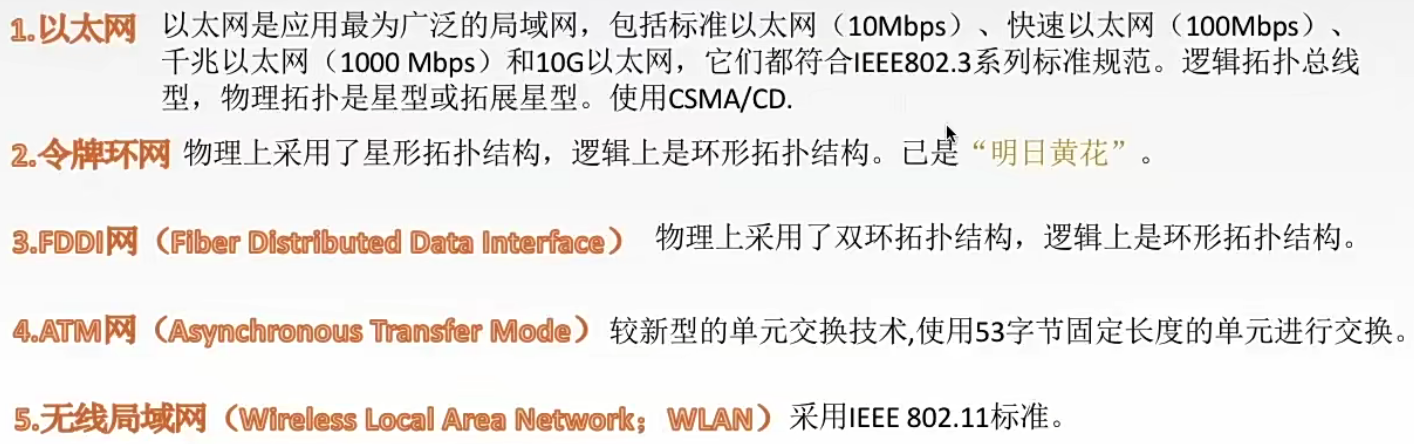 1.以太网 以太网是应用最为广泛的局域网，包括标准以太网（10Mbps）、快速以太网（100Mbps）、
千兆以太网（1000 Mbps）和10G以太网，它们都符合IEEE802.3系列标准规范。逻辑拓扑总线
型，物理拓扑是星型或拓展星型。使用CSMA/CD.
2.令牌环网 物理上采用了星形拓扑结构，逻辑上是环形拓扑结构。己是“明日黄花”。
3.FDDI网（Fiber Distributed Data Interface） 物理上采用了双环拓扑结构，逻辑上是环形拓扑结构。
4.ATM网（Asynchronous Transfer Mode）较新型的单元交换技术,使用53字节固定长度的单元进行交换。
5.无线局域网（Wireless Local Area Network；WLAN）采用IEEE 802.11标准。